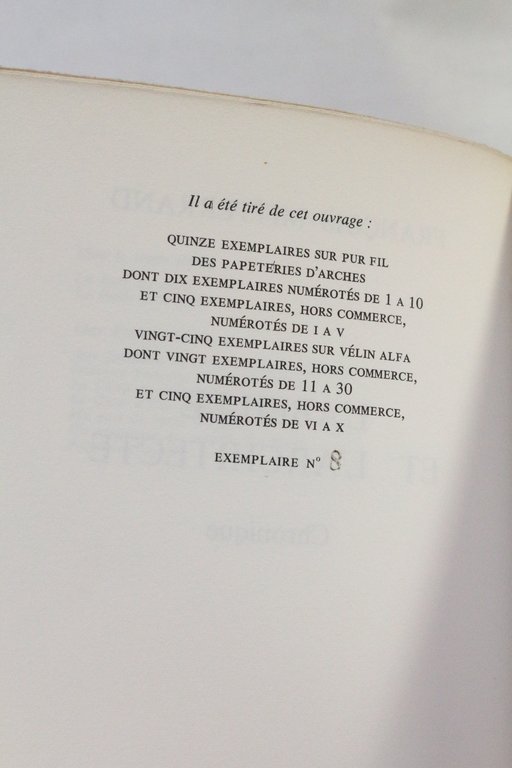 Il a été tiré de cet ouvrage :
QUINZE EXEMPLAIRES SUR PUR FIL
DES PAPETERIES D'ARCHES
DONT DIX EXEMPLAIRES NUMÉROTÉS DE 1 A 10
ET CINQ EXEMPLAIRES, HORS COMMERCE,
NUMÉROTÉS DE I A V
VINGT-CINQ EXEMPLAIRES SUR VÉLIN ALFA
DONT VINGT EXEMPLAIRES, HORS COMMERCE,
NUMÉROTÉS DE 11 A 30
ET CINQ EXEMPLAIRES, HORS COMMERCE,
NUMÉROTÉS DE VI A X
EXEMPLAIRE N° 8
Chronique